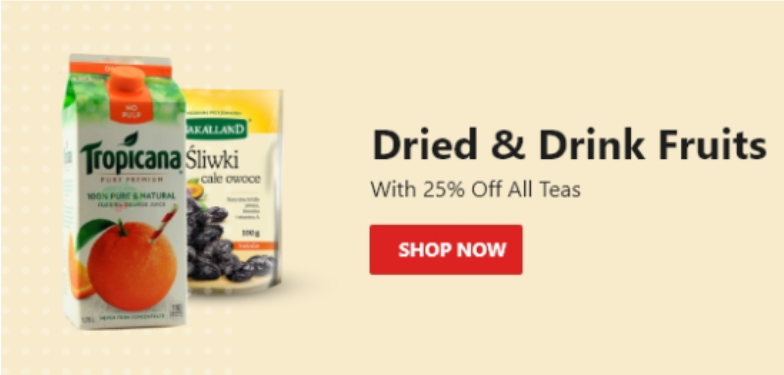 NO
PULP
Tropicana
PURE PREMIUM
100% PURE & NATURAL
BAKALLAND
Śliwki
całe owoce
100 g
Dried & Drink Fruits
With 25% Off All Teas
SHOP NOW